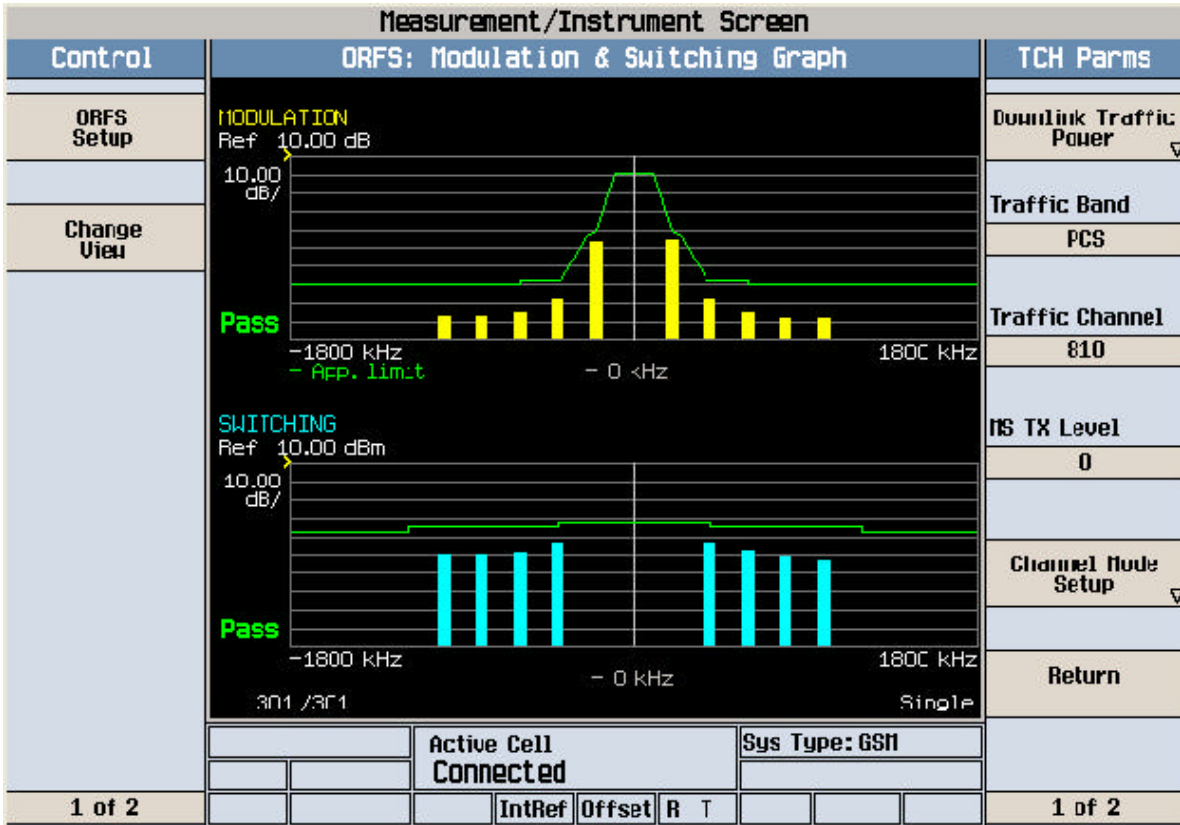 Measurement/Instrument Screen
Control
ORFS: Modulation & Switching Graph
TCH Parms
ORFS
Setup
Change
View
1 of 2
MODULATION
Ref 10.00 dB
10.00
dB/
Pass
-1800 kHz
1800 kHz
- App. limit
- 0 kHz
SWITCHING
Ref 10.00 dBm
10.00
dB/
Pass
-1800 kHz
1800 kHz
- 0 kHz
301 /301
Single
Active Cell
Connected
Sys Type: GSM
IntRef
Offset
R T
Downlink Traffic
Power
Traffic Band
PCS
Traffic Channel
810
MS TX Level
0
Channel Mode
Setup
Return
1 of 2